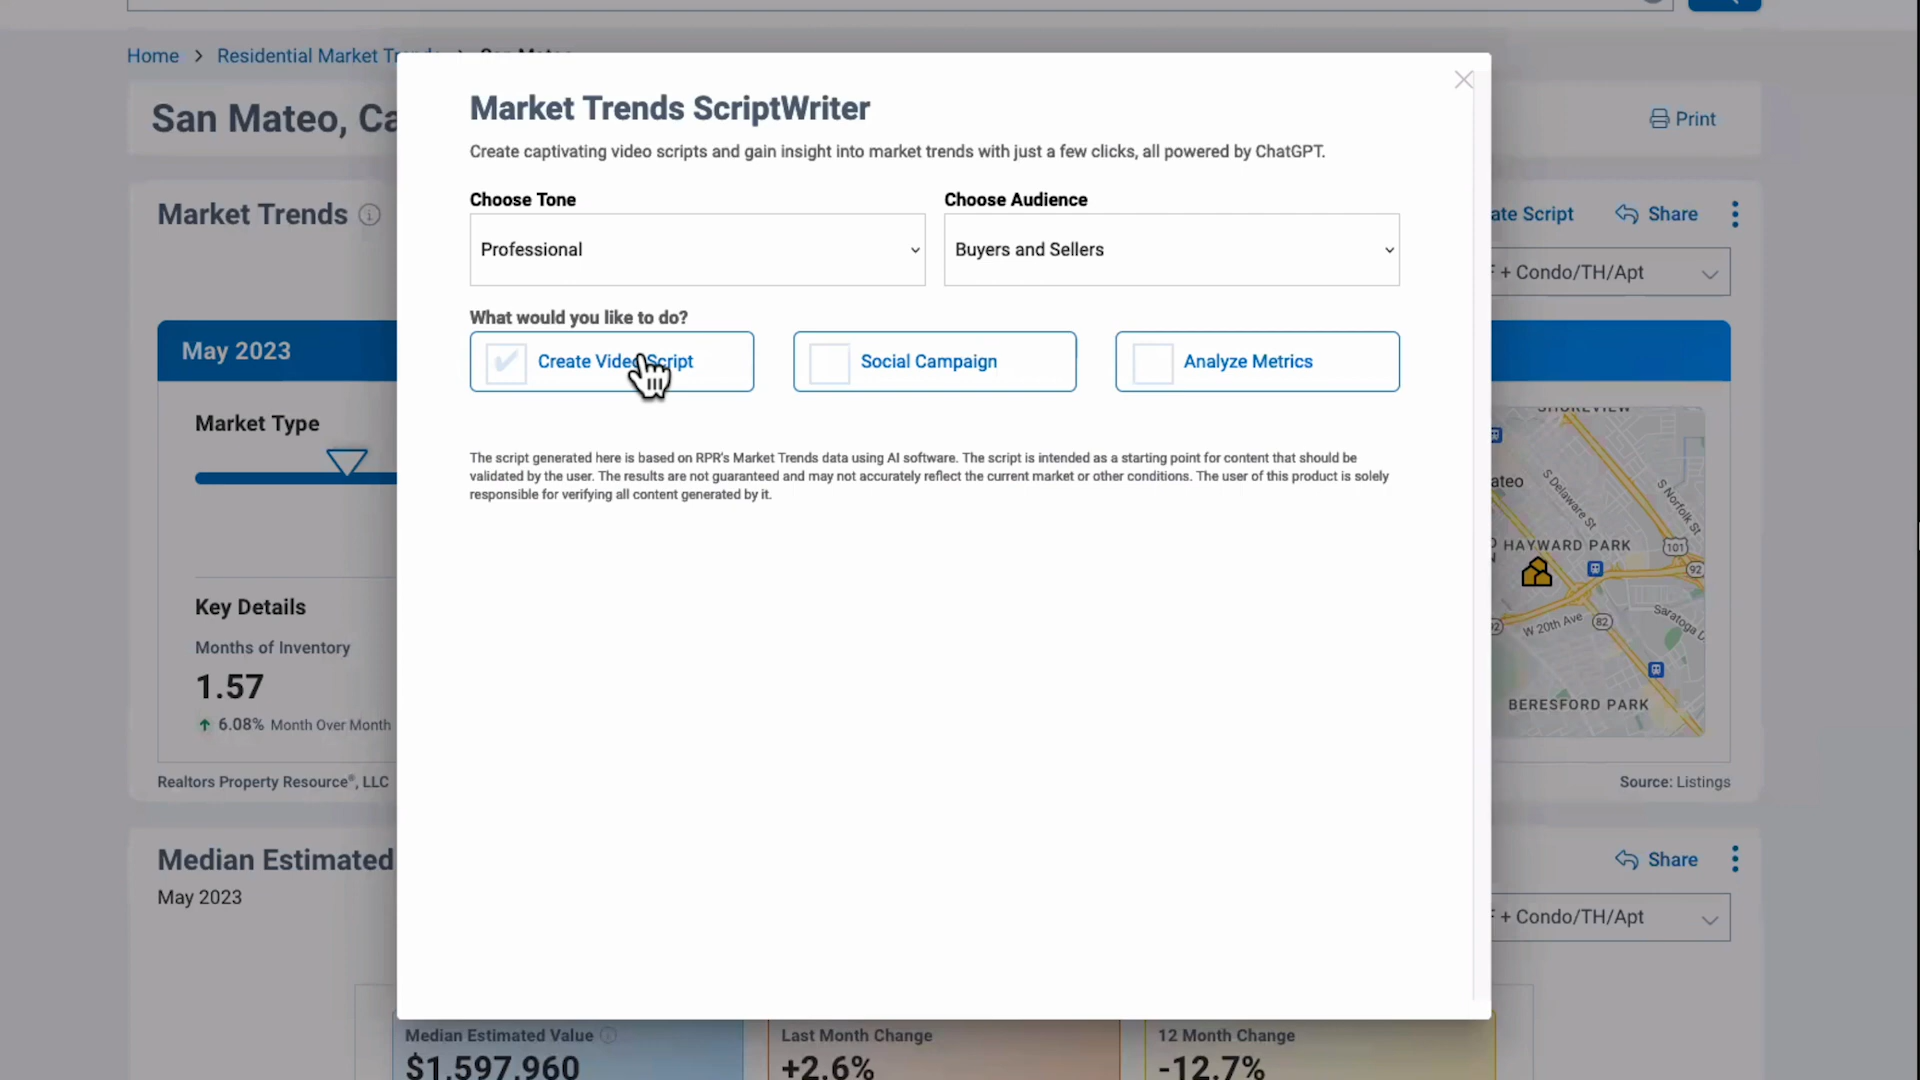 Home > Residential Market
San Mateo,
Print
Market Trends
Script
Share
+ Condo/TH/Apt
May 2023
Market Type
Key Details
Months of Inventory
1.57
6.08% Month Over Month
Realtors Property Resource®, LLC
Source: Listings
Median Estimated
May 2023
Share
+ Condo/TH/Apt
Median Estimated Value
$1,597,960
Last Month Change
+2.6%
12 Month Change
-12.7%
Market Trends ScriptWriter
Create captivating video scripts and gain insight into market trends with just a few clicks, all powered by ChatGPT.
Choose Tone
Professional
Choose Audience
Buyers and Sellers
What would you like to do?
Create Video Script
Social Campaign
Analyze Metrics
The script generated here is based on RPR's Market Trends data using AI software. The script is intended as a starting point for content that should be
validated by the user. The results are not guaranteed and may not accurately reflect the current market or other conditions. The user of this product is solely
responsible for verifying all content generated by it.
S Delaware St
S Norfolk St
HAYWARD PARK
101
92
82
W 20th Ave
Saratoga
BERESFORD PARK